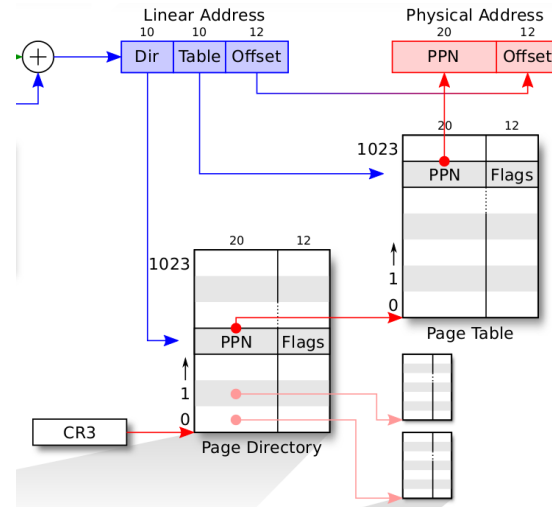 Linear Address
Physical Address
10 10 12
20 12
Dir Table Offset
PPN Offset
20 12
1023
PPN Flags
1
0
Page Table
20 12
1023
PPN Flags
1
0
CR3
Page Directory